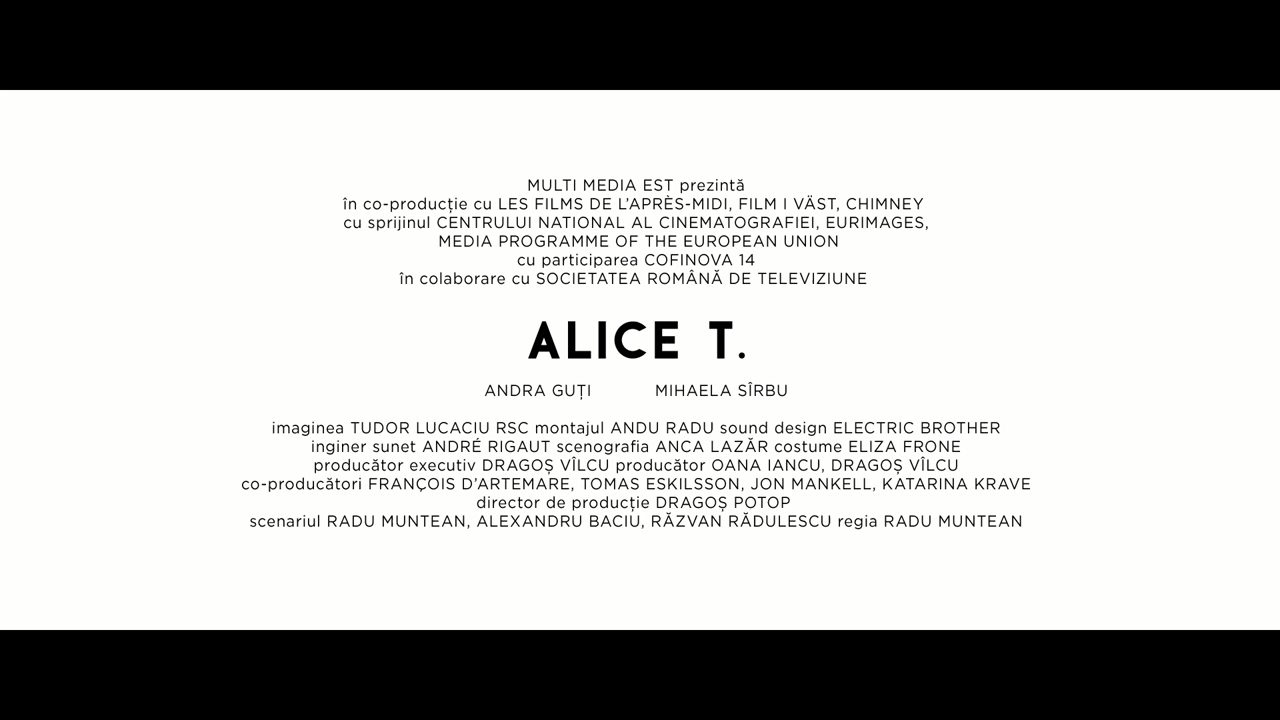 MULTI MEDIA EST prezintă
în co-producție cu LES FILMS DE L'APRÈS-MIDI, FILM I VÄST, CHIMNEY
cu sprijinul CENTRULUI NATIONAL AL CINEMATOGRAFIEI, EURIMAGES,
MEDIA PROGRAMME OF THE EUROPEAN UNION
cu participarea COFINOVA 14
în colaborare cu SOCIETATEA ROMÂNĂ DE TELEVIZIUNE
ALICE T.
ANDRA GUȚI MIHAELA SÎRBU
imaginea TUDOR LUCACIU RSC montajul ANDU RADU sound design ELECTRIC BROTHER
inginer sunet ANDRÉ RIGAUT scenografia ANCA LAZĂR costume ELIZA FRONE
producător executiv DRAGOȘ VÎLCU producător OANA IANCU, DRAGOȘ VÎLCU
co-producători FRANÇOIS D'ARTEMARE, TOMAS ESKILSSON, JON MANKELL, KATARINA KRAVE
director de producție DRAGOȘ POTOP
scenariul RADU MUNTEAN, ALEXANDRU BACIU, RĂZVAN RĂDULESCU regia RADU MUNTEAN